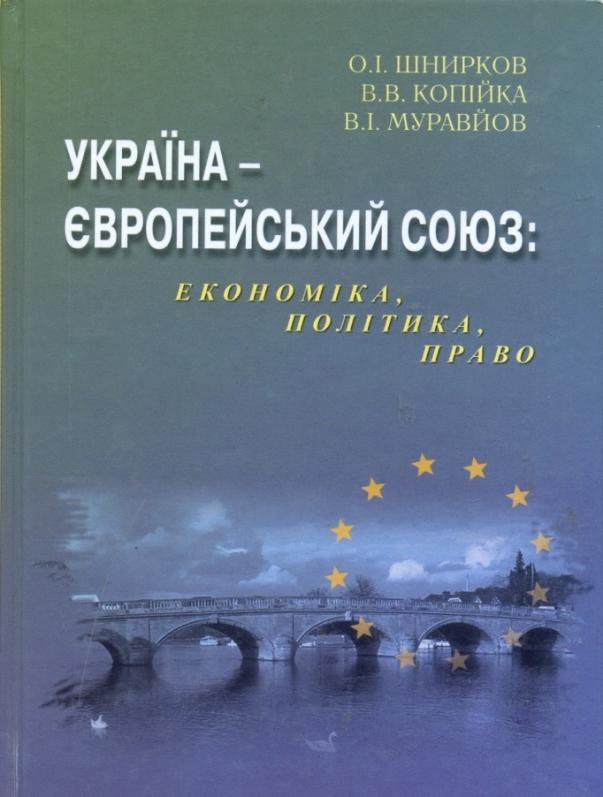 О.І. ШНИРКОВ
В.В. КОПІЙКА
В.І. МУРАВЙОВ
УКРАЇНА –
ЄВРОПЕЙСЬКИЙ СОЮЗ:
ЕКОНОМІКА,
ПОЛІТИКА,
ПРАВО